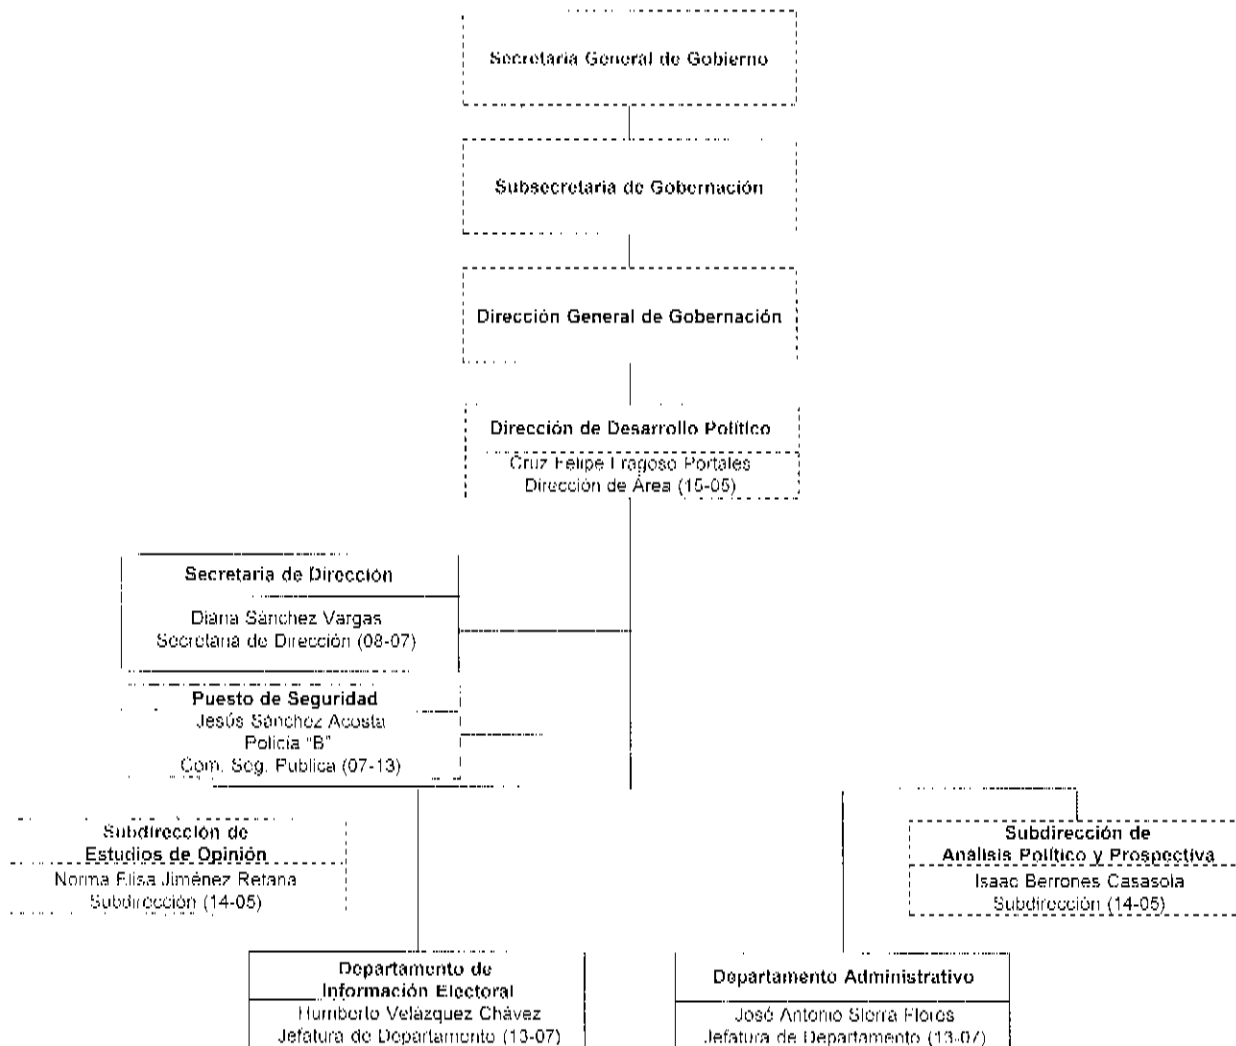 Secretaría General de Gobierno
Subsecretaria de Gobernación
Dirección General de Gobernación
Dirección de Desarrollo Político
Cruz Felipe Fragoso Portales
Dirección de Área (15-05)
Secretaria de Dirección
Diana Sánchez Vargas
Secretaria de Dirección (08-07)
Puesto de Seguridad
Jesús Sánchez Acosta
Policía "B"
Com. Seg. Publica (07-13)
Subdirección de
Estudios de Opinión
Norma Elisa Jiménez Retana
Subdirección (14-05)
Subdirección de
Análisis Político y Prospectiva
Isaac Berrones Casasola
Subdirección (14-05)
Departamento de
Información Electoral
Humberto Velázquez Chávez
Jefatura de Departamento (13-07)
Departamento Administrativo
José Antonio Sierra Flores
Jefatura de Departamento (13-07)